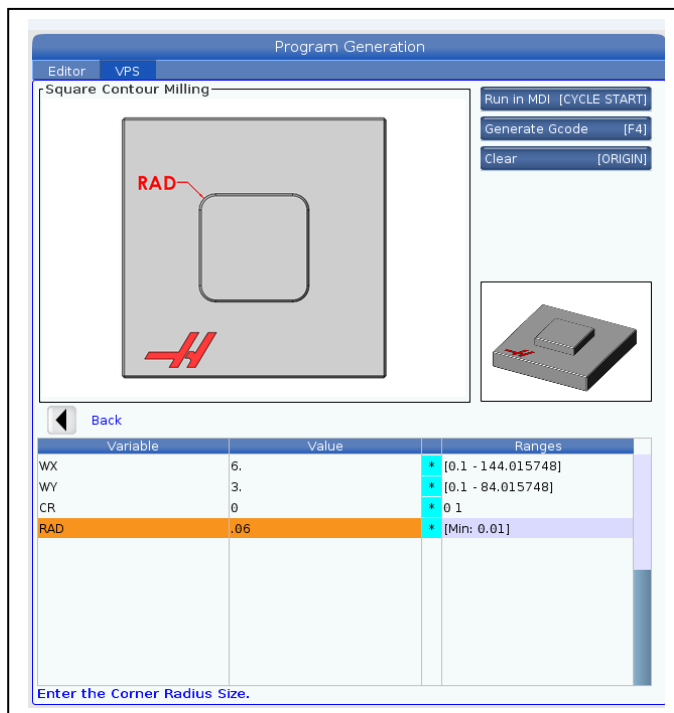 Program Generation
Editor VPS
Square Contour Milling
Run in MDI [CYCLE START]
Generate Gcode [F4]
Clear [ORIGIN]
RAD
H
Back
Variable Value Ranges
WX 6. * [0.1 - 144.015748]
WY 3. * [0.1 - 84.015748]
CR 0 * 0 1
RAD .06 * [Min: 0.01]
Enter the Corner Radius Size.